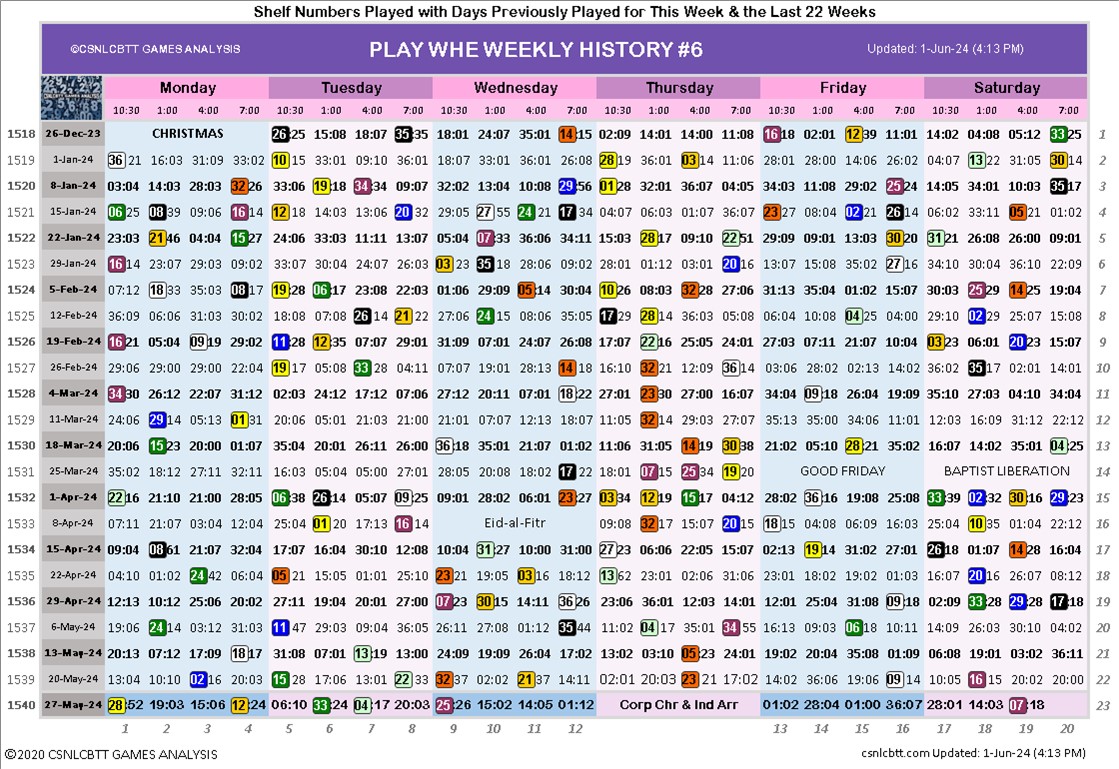 Shelf Numbers Played with Days Previously Played for This Week & the Last 22 Weeks
©CSNLCBTT GAMES ANALYSIS PLAY WHE WEEKLY HISTORY #6 Updated: 1-Jun-24 (4:13 PM)
Monday Tuesday Wednesday Thursday Friday Saturday
10:30 1:00 4:00 7:00 10:30 1:00 4:00 7:00 10:30 1:00 4:00 7:00 10:30 1:00 4:00 7:00 10:30 1:00 4:00 7:00 10:30 1:00 4:00 7:00
1518 26-Dec-23 CHRISTMAS 26:25 15:08 18:07 35:35 18:01 24:07 35:01 14:15 02:09 14:01 14:00 11:08 16:18 02:01 12:39 11:01 14:02 04:08 05:12 33:25 1
1519 1-Jan-24 36:21 16:03 31:09 33:02 10:15 33:01 09:10 36:01 18:07 33:01 36:01 26:08 28:19 36:01 03:14 11:06 28:01 28:00 14:06 26:02 04:07 13:22 31:05 30:14 2
1520 8-Jan-24 03:04 14:03 28:03 32:26 33:06 19:18 34:34 09:07 32:02 13:04 10:08 29:56 01:28 32:01 36:07 04:05 34:03 11:08 29:02 25:24 14:05 34:01 10:03 35:17 3
1521 15-Jan-24 06:25 08:39 09:06 16:14 12:18 14:03 13:06 20:32 29:05 27:55 24:21 17:34 04:07 06:03 01:07 36:07 23:27 08:04 02:21 26:14 06:02 33:11 05:21 01:02 4
1522 22-Jan-24 23:03 21:46 04:04 15:27 24:06 33:03 11:11 13:07 05:04 07:33 36:06 34:11 15:03 28:17 09:10 22:51 29:09 09:01 13:03 30:20 31:21 26:08 26:00 09:01 5
1523 29-Jan-24 16:14 23:07 29:03 09:02 33:07 30:04 24:07 26:03 03:23 35:18 28:06 09:02 28:01 01:12 03:01 20:16 13:07 15:08 35:02 27:16 34:10 30:04 36:10 22:09 6
1524 5-Feb-24 07:12 18:33 35:04 08:17 19:28 06:17 23:08 22:03 01:06 29:09 05:14 01:01 10:26 08:03 32:28 27:06 31:13 35:04 07:04 01:02 30:03 25:29 14:25 19:04 7
1525 12-Feb-24 36:09 06:06 31:03 30:02 18:08 07:08 26:14 21:22 27:06 24:15 08:06 35:05 17:29 28:14 36:03 05:08 06:04 10:08 04:25 04:00 29:10 02:29 25:07 15:08 8
1526 19-Feb-24 16:21 05:04 09:19 29:02 11:28 12:35 07:07 29:01 31:09 07:01 24:07 26:08 17:07 22:16 25:05 24:01 27:03 07:11 21:07 10:04 03:23 06:01 20:23 15:07 9
1527 26-Feb-24 29:06 29:00 29:00 22:04 19:17 05:08 33:28 07:04 07:07 19:01 28:13 14:18 16:10 32:21 12:09 36:14 03:06 28:02 02:13 14:02 36:02 35:17 02:01 14:01 10
1528 4-Mar-24 34:30 26:12 22:07 22:07 02:03 24:12 17:12 07:06 27:12 20:11 07:01 18:22 27:01 23:30 27:00 16:07 34:04 09:18 26:04 19:09 35:10 27:03 04:10 34:04 11
1529 11-Mar-24 24:06 29:14 05:13 01:31 20:06 05:01 21:03 21:00 21:01 07:07 12:13 18:07 11:05 32:14 29:03 27:07 35:13 35:00 34:06 11:01 12:03 16:09 31:12 22:12 12
1530 18-Mar-24 20:06 15:23 20:00 01:07 35:04 20:01 26:11 26:00 36:18 35:01 21:07 01:02 11:06 31:05 14:19 30:38 21:02 05:10 28:21 35:02 16:07 14:02 35:01 04:25 13
1531 25-Mar-24 35:02 18:12 27:11 32:11 16:03 05:04 05:00 27:01 28:05 20:08 18:02 17:22 18:01 07:15 25:34 19:20 GOOD FRIDAY BAPTIST LIBERATION 14
1532 1-Apr-24 22:16 21:10 21:00 28:05 06:38 26:14 05:07 09:25 09:01 28:02 06:01 23:27 03:34 12:19 15:17 04:12 28:02 36:16 19:08 25:08 33:39 02:32 30:16 29:23 15
1533 8-Apr-24 07:11 21:07 03:04 12:04 25:04 01:20 17:13 16:14 Eid-al-Fitr 09:08 32:17 15:07 20:15 18:15 04:08 06:09 19:06 25:04 10:35 01:04 22:12 16
1534 15-Apr-24 09:04 08:61 21:07 32:04 17:07 16:04 30:10 12:08 10:04 31:27 10:00 31:00 27:23 06:06 22:05 15:07 02:13 19:14 31:02 27:01 26:18 01:07 14:28 16:04 17
1535 22-Apr-24 04:10 01:02 24:42 06:04 05:21 15:05 01:01 25:10 23:21 19:05 03:16 18:12 13:62 23:01 02:06 31:06 23:01 18:02 19:02 01:03 16:07 20:16 26:07 08:12 18
1536 29-Apr-24 12:13 10:12 25:06 20:02 27:11 19:04 20:01 27:00 07:23 30:15 14:11 36:26 23:06 36:01 12:03 14:01 12:01 25:04 31:08 09:18 02:09 33:28 29:28 17:18 19
1537 6-May-24 19:06 24:14 03:12 31:03 11:47 29:03 09:04 36:05 26:11 27:08 01:12 35:44 11:02 04:17 35:01 34:55 16:13 09:03 06:18 10:11 14:09 26:03 30:10 04:02 20
1538 13-May-24 20:13 07:12 17:09 18:17 31:08 07:01 13:19 13:00 24:09 21:09 26:04 17:02 13:02 03:10 05:23 24:01 19:02 20:04 35:08 01:09 06:08 19:01 03:02 36:11 21
1539 20-May-24 13:04 10:10 02:16 20:03 15:28 17:08 18:06 22:33 32:37 02:02 21:37 14:11 02:01 20:03 23:21 17:02 14:02 36:06 19:06 09:14 10:05 16:15 20:02 20:00 22
1540 27-May-24 28:52 19:03 15:06 12:24 06:10 33:24 04:17 20:03 25:26 15:02 14:05 01:12 Corp Chr & Ind Arr 01:02 28:04 01:00 36:07 28:01 14:03 07:18 23
1 2 3 4 5 6 7 8 9 10 11 12 13 14 15 16 17 18 19 20
©2020 CSNLCBTT GAMES ANALYSIS csnlcbtt.com Updated: 1-Jun-24 (4:13 PM)